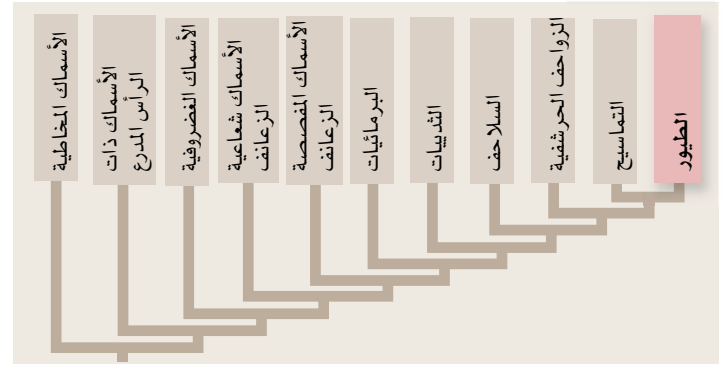 الطيور
التماسيح
الزواحف الحرشفية
السلاحف
الثدييات
البرمائيات
الأسماك المفصصة
الزعانف
الأسماك شعاعية
الزعانف
الأسماك الغضروفية
الأسماك ذات
الرأس المدرع
الأسماك المخاطية